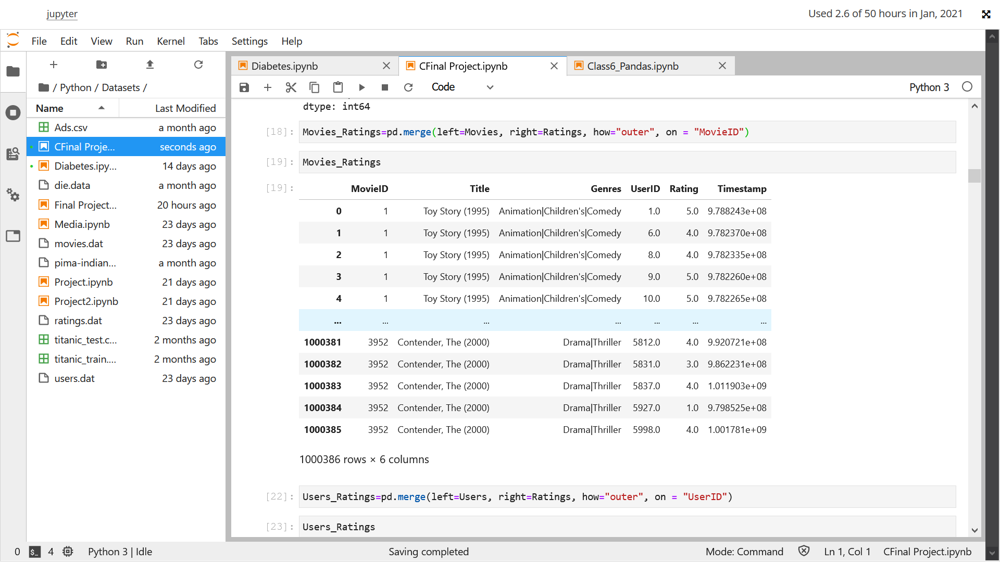 jupyter
Used 2.6 of 50 hours in Jan, 2021
File Edit View Run Kernel Tabs Settings Help
/ Python / Datasets /
Name Last Modified
Ads.csv a month ago
CFinal Proje... seconds ago
Diabetes.ipy... 14 days ago
die.data a month ago
Final Project... 20 hours ago
Media.ipynb 23 days ago
movies.dat 23 days ago
pima-indian... a month ago
Project.ipynb 21 days ago
Project2.ipynb 21 days ago
ratings.dat 23 days ago
titanic_test.c... 2 months ago
titanic_train.... 2 months ago
users.dat 23 days ago
Diabetes.ipynb CFinal Project.ipynb Class6_Pandas.ipynb
Code Python 3
dtype: int64
[18]: Movies_Ratings=pd.merge(left=Movies, right=Ratings, how="outer", on = "MovieID")
[19]: Movies_Ratings
[19]: MovieID Title Genres UserID Rating Timestamp
0 1 Toy Story (1995) Animation|Children's|Comedy 1.0 5.0 9.788243e+08
1 1 Toy Story (1995) Animation|Children's|Comedy 6.0 4.0 9.782370e+08
2 1 Toy Story (1995) Animation|Children's|Comedy 8.0 4.0 9.782335e+08
3 1 Toy Story (1995) Animation|Children's|Comedy 9.0 5.0 9.782260e+08
4 1 Toy Story (1995) Animation|Children's|Comedy 10.0 5.0 9.782265e+08
... ... ... ... ... ... ...
1000381 3952 Contender, The (2000) Drama|Thriller 5812.0 4.0 9.920721e+08
1000382 3952 Contender, The (2000) Drama|Thriller 5831.0 3.0 9.862231e+08
1000383 3952 Contender, The (2000) Drama|Thriller 5837.0 4.0 1.011903e+09
1000384 3952 Contender, The (2000) Drama|Thriller 5927.0 1.0 9.798525e+08
1000385 3952 Contender, The (2000) Drama|Thriller 5998.0 4.0 1.001781e+09
1000386 rows × 6 columns
[22]: Users_Ratings=pd.merge(left=Users, right=Ratings, how="outer", on = "UserID")
[23]: Users_Ratings
0 $_ 4 Python 3 | Idle Saving completed Mode: Command Ln 1, Col 1 CFinal Project.ipynb